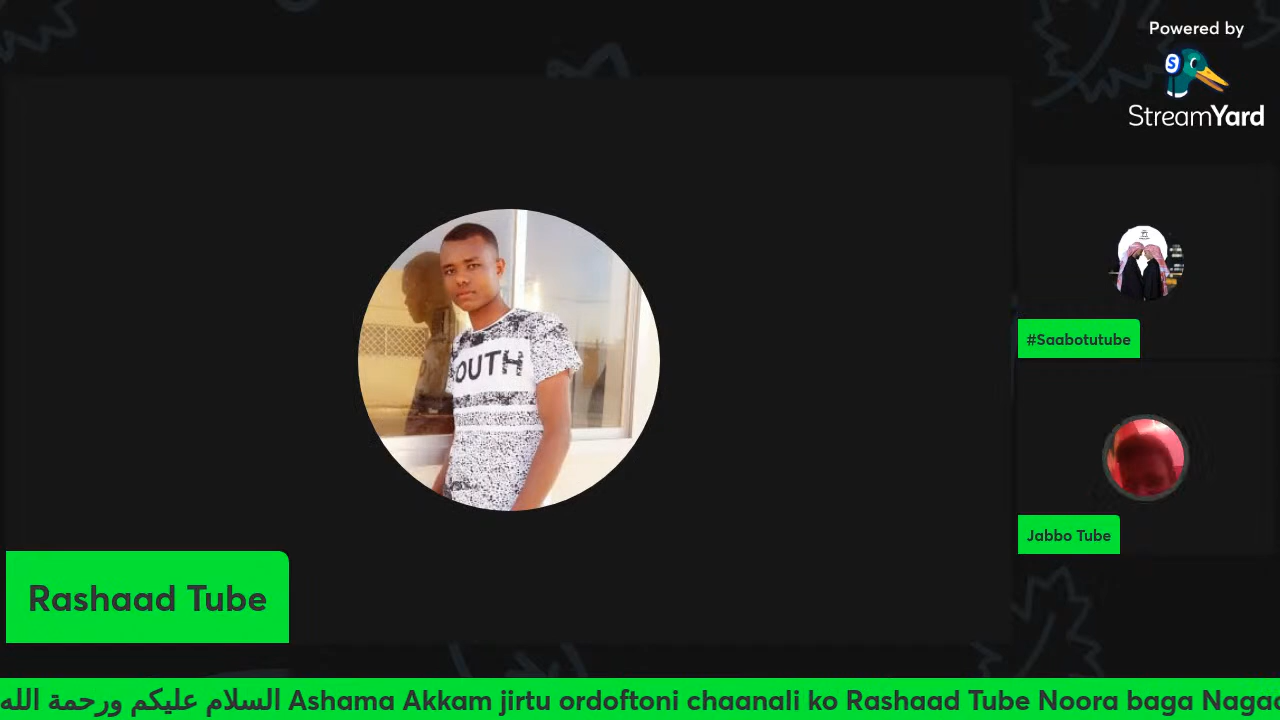 Powered by
StreamYard
OUTH
#Saabotutube
Jabbo Tube
Rashaad Tube
السلام عليكم ورحمة الله Ashama Akkam jirtu ordoftoni chaanali ko Rashaad Tube Noora baga